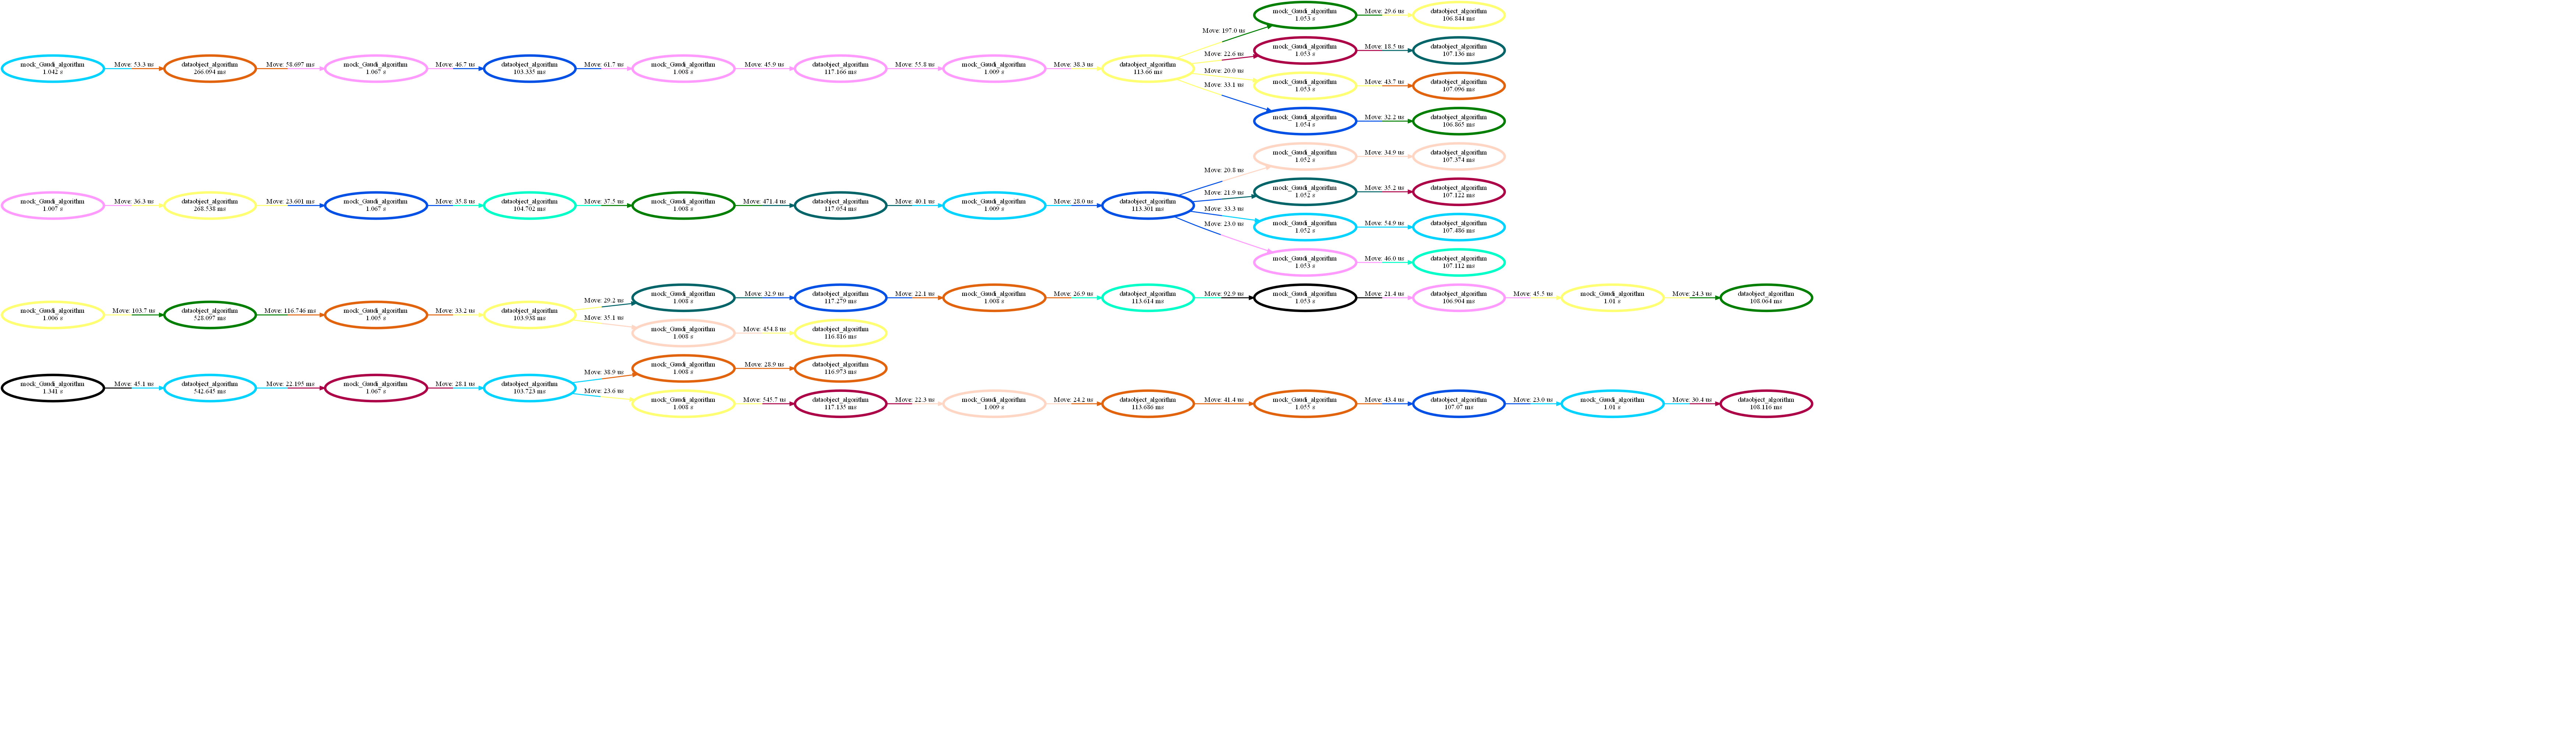 mock_Gaudi_algorithm
1.042 s
Move: 53.3 us
dataobject_algorithm
266.094 ms
Move: 58.697 ms
mock_Gaudi_algorithm
1.067 s
Move: 46.7 us
dataobject_algorithm
103.335 ms
Move: 61.7 us
mock_Gaudi_algorithm
1.008 s
Move: 45.9 us
dataobject_algorithm
117.166 ms
Move: 55.8 us
mock_Gaudi_algorithm
1.009 s
Move: 38.3 us
dataobject_algorithm
113.66 ms
Move: 197.0 us
mock_Gaudi_algorithm
1.053 s
Move: 29.6 us
dataobject_algorithm
106.844 ms
Move: 22.6 us
mock_Gaudi_algorithm
1.053 s
Move: 18.5 us
dataobject_algorithm
107.136 ms
Move: 20.0 us
mock_Gaudi_algorithm
1.053 s
Move: 43.7 us
dataobject_algorithm
107.096 ms
Move: 33.1 us
mock_Gaudi_algorithm
1.054 s
Move: 32.2 us
dataobject_algorithm
106.865 ms
mock_Gaudi_algorithm
1.007 s
Move: 36.3 us
dataobject_algorithm
268.538 ms
Move: 23.601 ms
mock_Gaudi_algorithm
1.067 s
Move: 35.8 us
dataobject_algorithm
104.702 ms
Move: 37.5 us
mock_Gaudi_algorithm
1.008 s
Move: 471.4 us
dataobject_algorithm
117.054 ms
Move: 40.1 us
mock_Gaudi_algorithm
1.009 s
Move: 28.0 us
dataobject_algorithm
113.301 ms
Move: 20.8 us
mock_Gaudi_algorithm
1.052 s
Move: 34.9 us
dataobject_algorithm
107.374 ms
Move: 21.9 us
mock_Gaudi_algorithm
1.052 s
Move: 35.2 us
dataobject_algorithm
107.122 ms
Move: 33.3 us
mock_Gaudi_algorithm
1.052 s
Move: 54.9 us
dataobject_algorithm
107.486 ms
Move: 23.0 us
mock_Gaudi_algorithm
1.053 s
Move: 46.0 us
dataobject_algorithm
107.112 ms
mock_Gaudi_algorithm
1.006 s
Move: 103.7 us
dataobject_algorithm
528.097 ms
Move: 116.746 ms
mock_Gaudi_algorithm
1.005 s
Move: 33.2 us
dataobject_algorithm
103.938 ms
Move: 29.2 us
mock_Gaudi_algorithm
1.008 s
Move: 32.9 us
dataobject_algorithm
117.279 ms
Move: 22.1 us
mock_Gaudi_algorithm
1.008 s
Move: 26.9 us
dataobject_algorithm
113.614 ms
Move: 92.9 us
mock_Gaudi_algorithm
1.053 s
Move: 21.4 us
dataobject_algorithm
106.904 ms
Move: 45.5 us
mock_Gaudi_algorithm
1.01 s
Move: 24.3 us
dataobject_algorithm
108.064 ms
Move: 35.1 us
mock_Gaudi_algorithm
1.008 s
Move: 454.8 us
dataobject_algorithm
116.816 ms
mock_Gaudi_algorithm
1.341 s
Move: 45.1 us
dataobject_algorithm
542.645 ms
Move: 22.195 ms
mock_Gaudi_algorithm
1.067 s
Move: 28.1 us
dataobject_algorithm
103.723 ms
Move: 38.9 us
mock_Gaudi_algorithm
1.008 s
Move: 28.9 us
dataobject_algorithm
116.973 ms
Move: 23.6 us
mock_Gaudi_algorithm
1.008 s
Move: 545.7 us
dataobject_algorithm
117.135 ms
Move: 22.3 us
mock_Gaudi_algorithm
1.009 s
Move: 24.2 us
dataobject_algorithm
113.686 ms
Move: 41.4 us
mock_Gaudi_algorithm
1.055 s
Move: 43.4 us
dataobject_algorithm
107.07 ms
Move: 23.0 us
mock_Gaudi_algorithm
1.01 s
Move: 30.4 us
dataobject_algorithm
108.116 ms